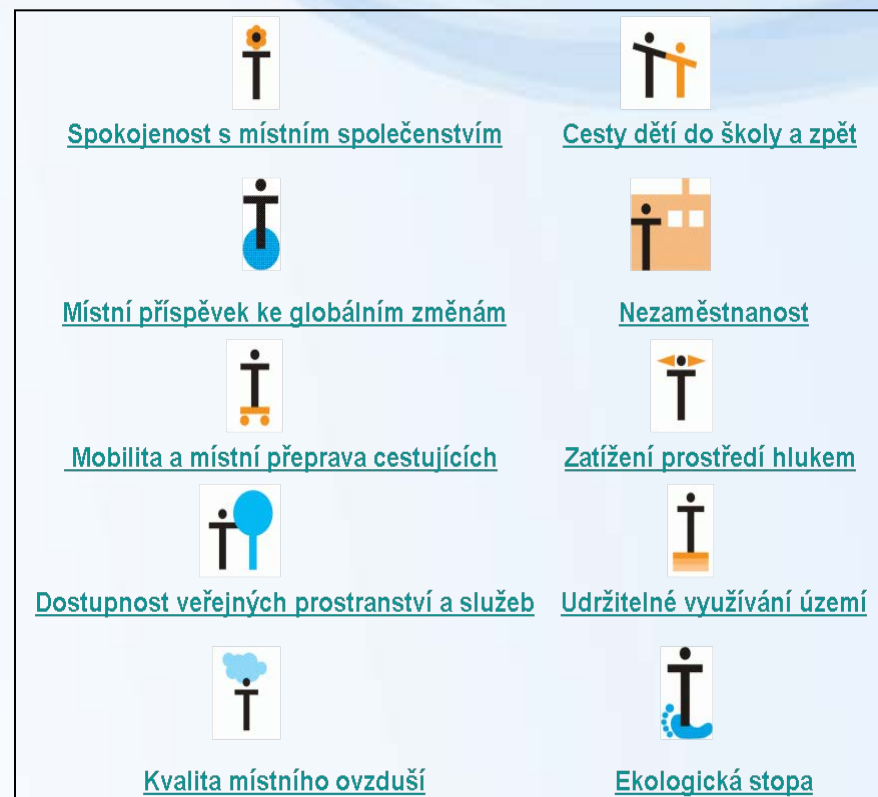 Spokojenost s místním společenstvím
Cesty dětí do školy a zpět
Místní příspěvek ke globálním změnám
Nezaměstnanost
Mobilita a místní přeprava cestujících
Zatížení prostředí hlukem
Dostupnost veřejných prostranství a služeb
Udržitelné využívání území
Kvalita místního ovzduší
Ekologická stopa